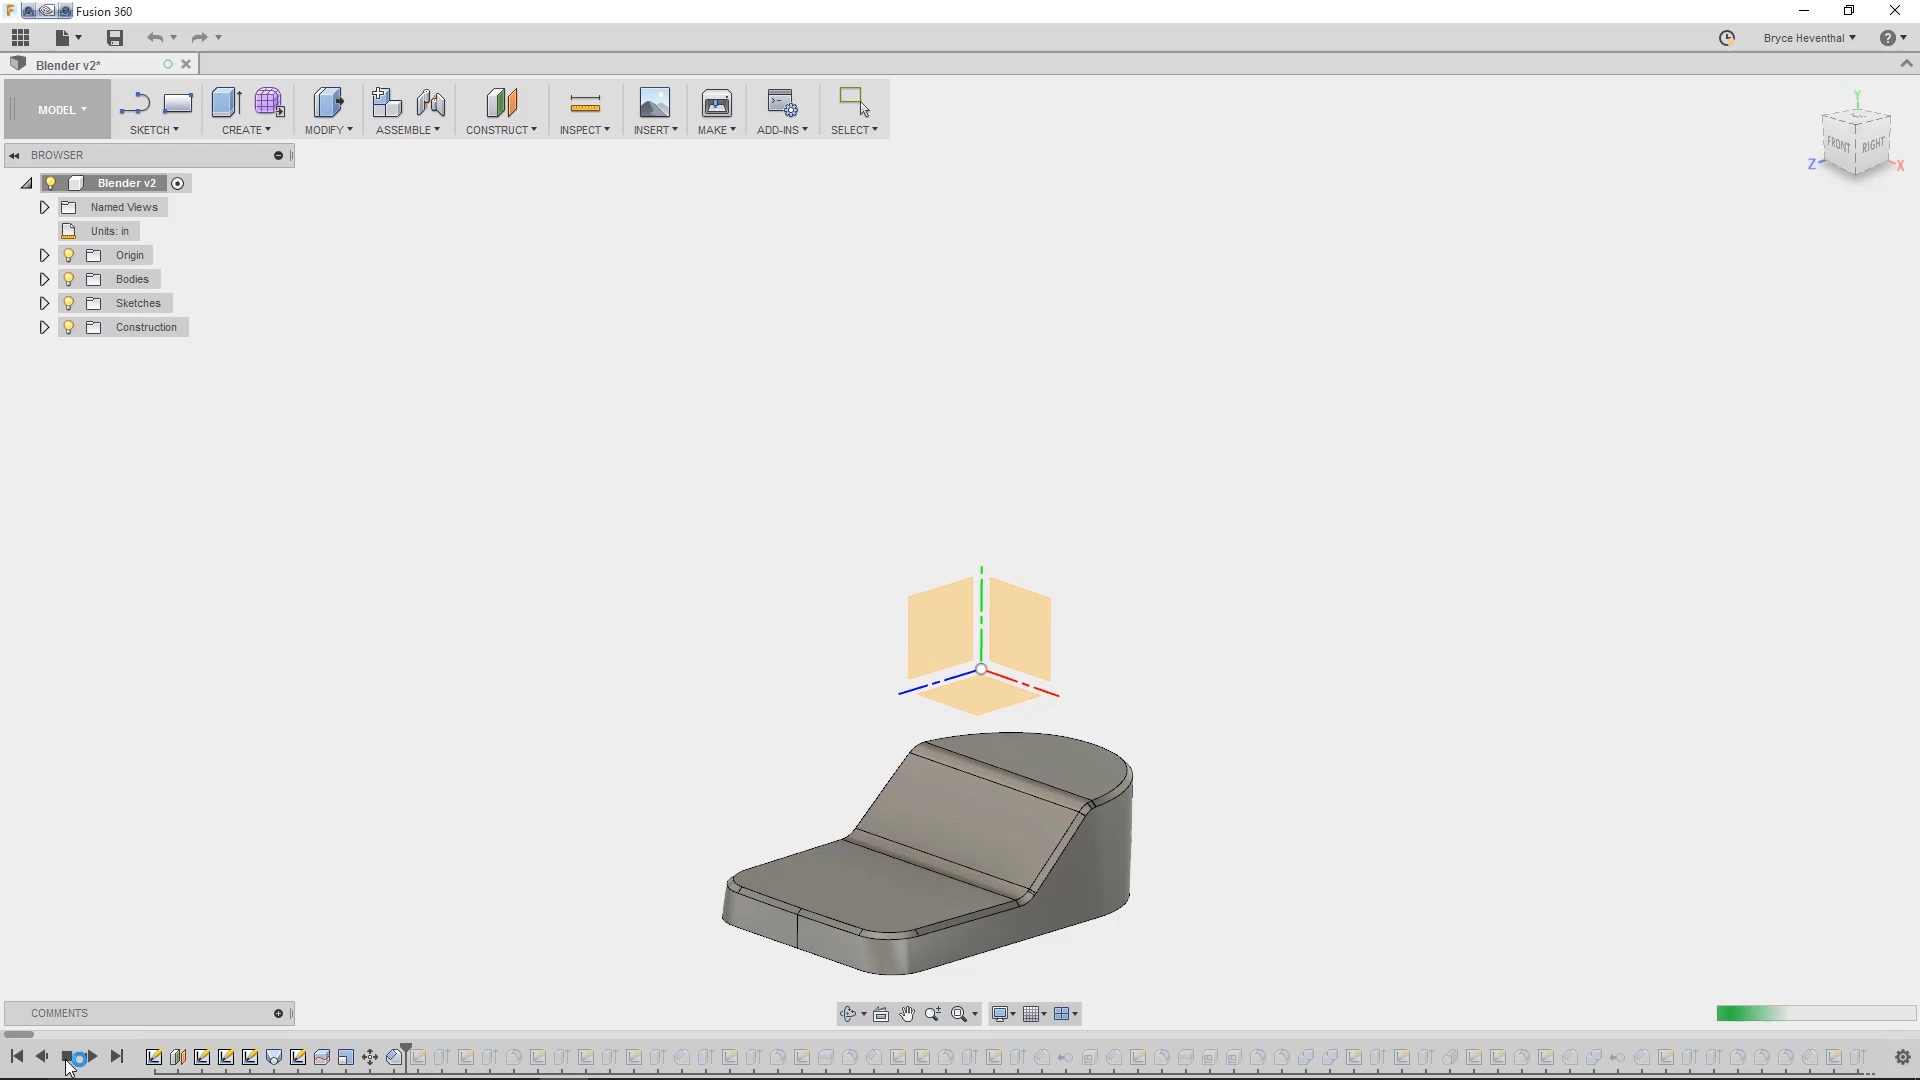 Fusion 360
Bryce Heventhal
Blender v2*
MODEL
SKETCH
CREATE
MODIFY
ASSEMBLE
CONSTRUCT
INSPECT
INSERT
MAKE
ADD-INS
SELECT
BROWSER
Blender v2
Named Views
Units: in
Origin
Bodies
Sketches
Construction
Y
FRONT
RIGHT
Z
X
COMMENTS